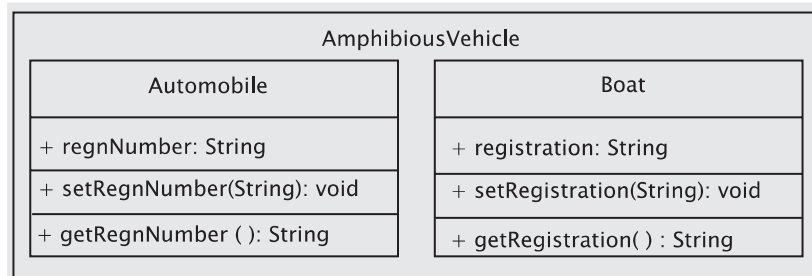 AmphibiousVehicle
Automobile
+ regnNumber: String
+ setRegnNumber(String): void
+ getRegnNumber ( ): String
Boat
+ registration: String
+ setRegistration(String): void
+ getRegistration( ) : String